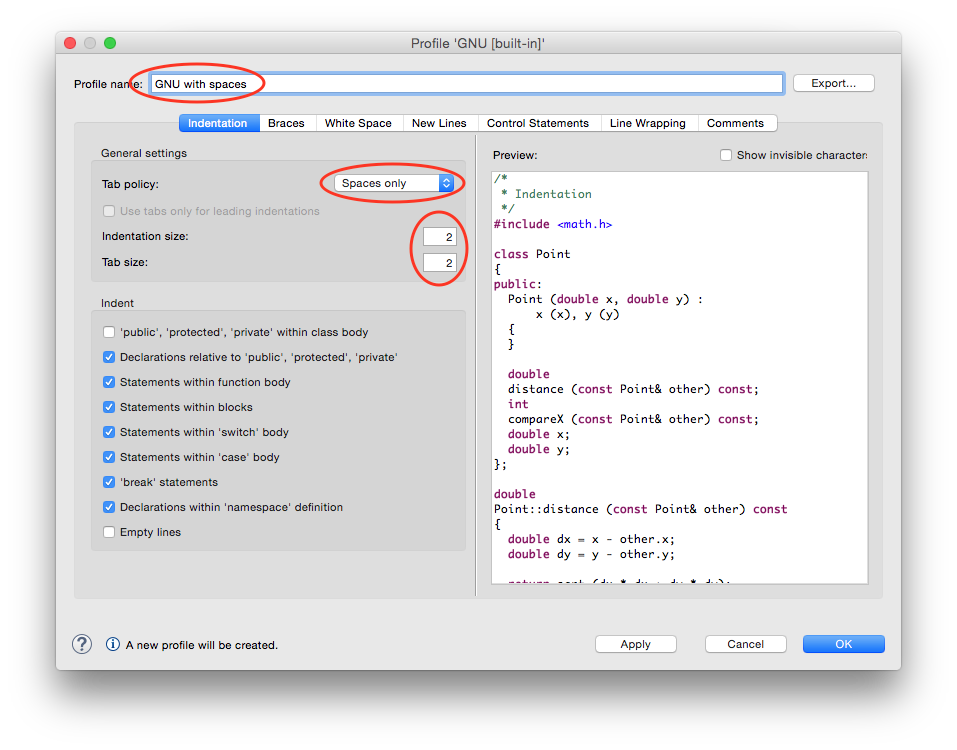 Profile 'GNU [built-in]'
Profile name: GNU with spaces Export...
Indentation Braces White Space New Lines Control Statements Line Wrapping Comments
General settings
Tab policy: Spaces only
Use tabs only for leading indentations
Indentation size: 2
Tab size: 2
Indent
'public', 'protected', 'private' within class body
Declarations relative to 'public', 'protected', 'private'
Statements within function body
Statements within blocks
Statements within 'switch' body
Statements within 'case' body
'break' statements
Declarations within 'namespace' definition
Empty lines
Preview: Show invisible characters
/*
 * Indentation
 */
#include <math.h>

class Point
{
public:
  Point (double x, double y) :
      x (x), y (y)
  {
  }

  double
  distance (const Point& other) const;
  int
  compareX (const Point& other) const;
  double x;
  double y;
};

double
Point::distance (const Point& other) const
{
  double dx = x - other.x;
  double dy = y - other.y;

  return sqrt (dx * dx + dy * dy);
? i A new profile will be created. Apply Cancel OK